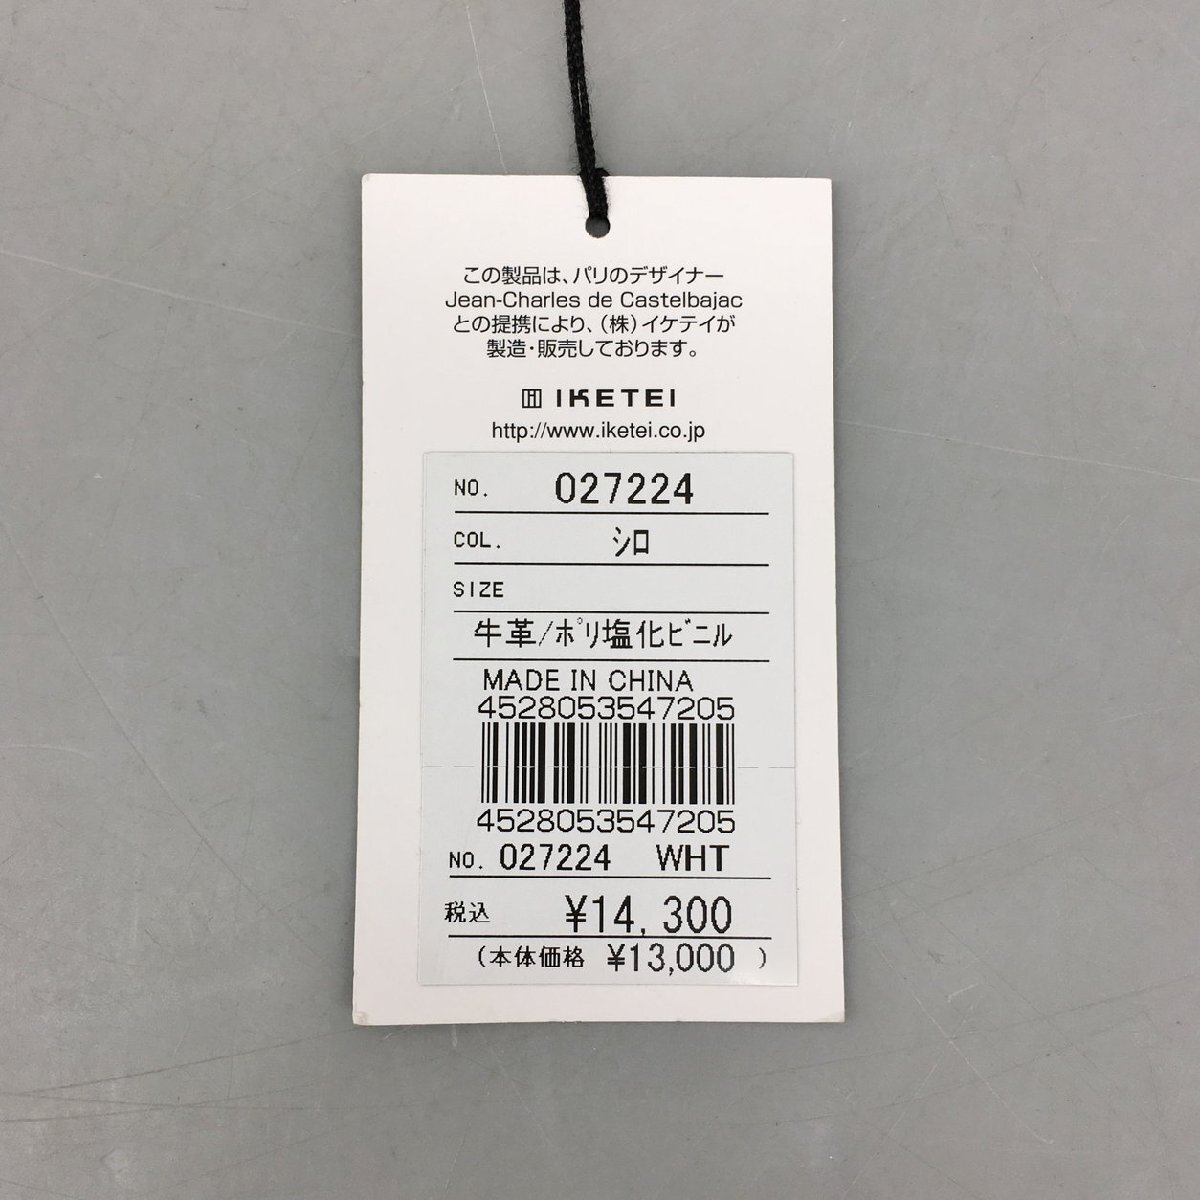 この製品は、パリのデザイナー
Jean-Charles de Castelbajac
との提携により、（株）イケテイが
製造・販売しております。
IKETEI
http://www.iketei.co.jp
NO. 027224
COL. シロ
SIZE
牛革/ポリ塩化ビニル
MADE IN CHINA
4528053547205
4528053547205
NO. 027224 WHT
税込 ¥14,300
(本体価格 ¥13,000 )